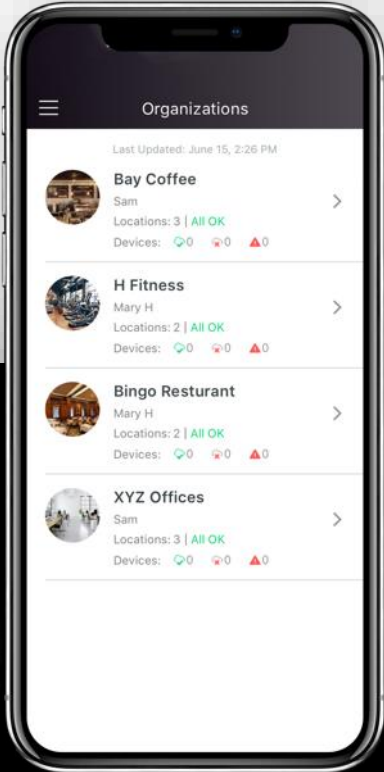 Organizations
Last Updated: June 15, 2:26 PM
Bay Coffee
Sam
Locations: 3 | All OK
Devices: 0 0 0
H Fitness
Mary H
Locations: 2 | All OK
Devices: 0 0 0
Bingo Resturant
Mary H
Locations: 2 | All OK
Devices: 0 0 0
XYZ Offices
Sam
Locations: 3 | All OK
Devices: 0 0 0